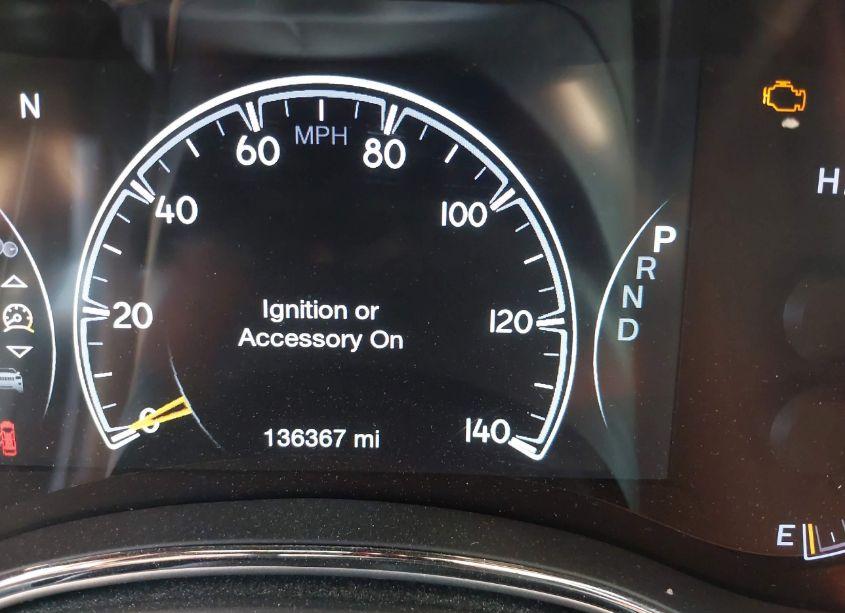 N
MPH
60
80
40
100
H
P
R
N
D
20
Ignition or
120
Accessory On
0
136367 mi
140
E